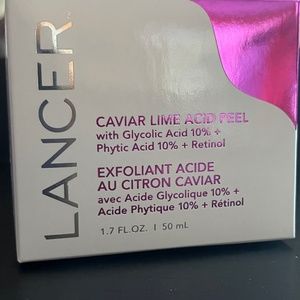 LANCER
CAVIAR LIME ACID PEEL
with Glycolic Acid 10% +
Phytic Acid 10% + Retinol
EXFOLIANT ACIDE
AU CITRON CAVIAR
avec Acide Glycolique 10% +
Acide Phytique 10% + Rétinol
1.7 FL.OZ. | 50 mL